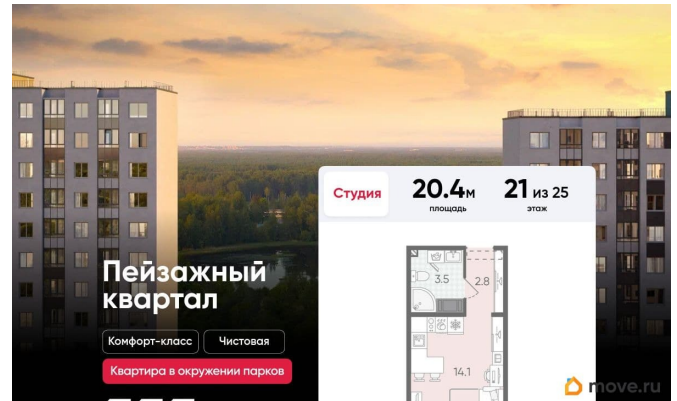 Студия
20.4м
площадь
21 из 25
этаж
Пейзажный
квартал
3.5
2.8
Комфорт-класс
Чистовая
Квартира в окружении парков
14.1
move.ru